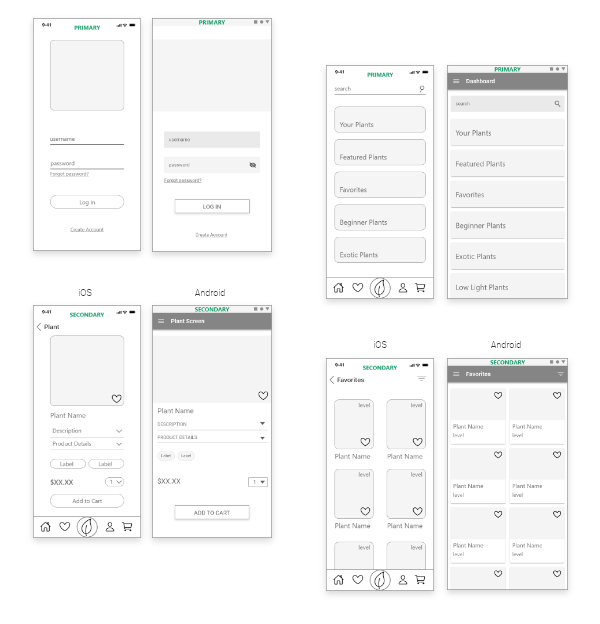 9:41
PRIMARY
username
password
Forgot password?
Log In
Create Account
PRIMARY
username
password
Forgot password?
LOG IN
Create Account
9:41
PRIMARY
search
Your Plants
Featured Plants
Favorites
Beginner Plants
Exotic Plants
PRIMARY
Dashboard
search
Your Plants
Featured Plants
Favorites
Beginner Plants
Exotic Plants
Low Light Plants
iOS
9:41
SECONDARY
Plant
Plant Name
Description
Product Details
Label Label
$XX.XX 1
Add to Cart
Android
SECONDARY
Plant Screen
Plant Name
DESCRIPTION
PRODUCT DETAILS
Label Label
$XX.XX 1
ADD TO CART
iOS
9:41
SECONDARY
Favorites
level level
Plant Name Plant Name
level level
Plant Name Plant Name
level level
Android
SECONDARY
Favorites
Plant Name Plant Name
level level
Plant Name Plant Name
level level
Plant Name Plant Name
level level